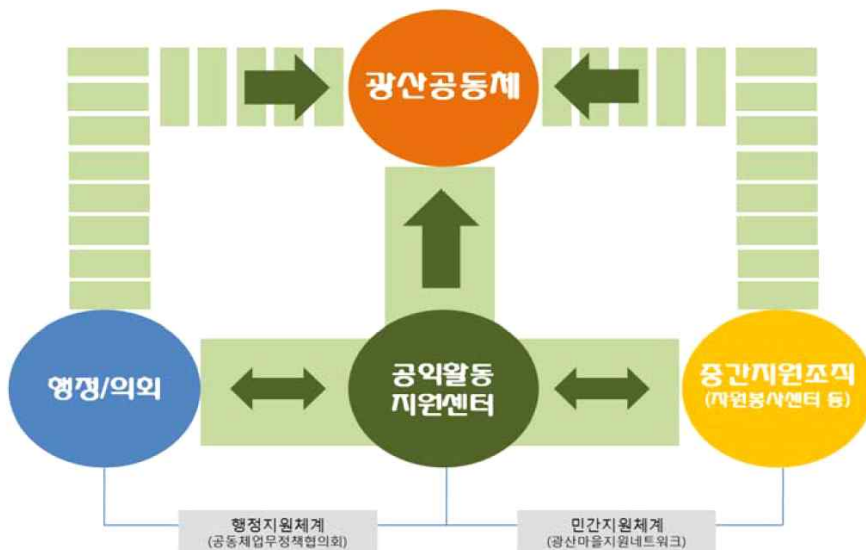 광산공동체
행정/의회
공익활동
지원센터
중간지원조직
(자원봉사센터 등)
행정지원체계
(공동체업무정책협의회)
민간지원체계
(광산마을지원네트워크)